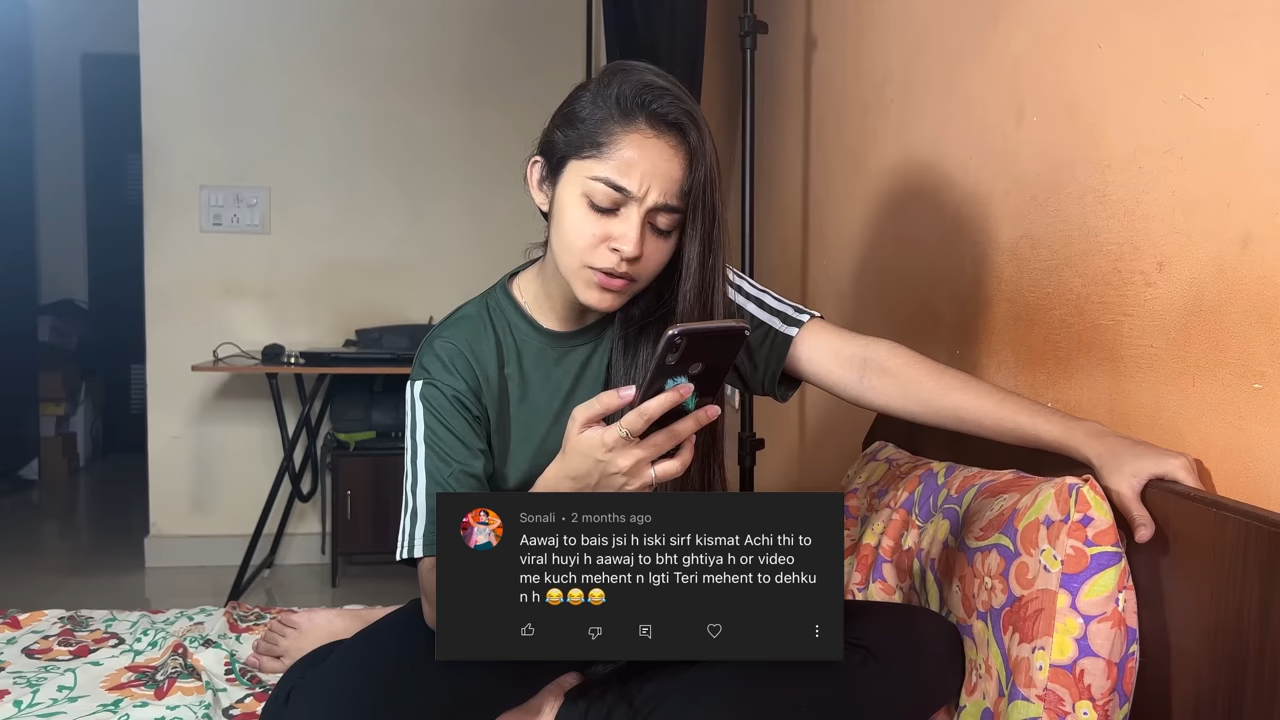 Sonali • 2 months ago
Aawaj to bais jsi h iski sirf kismat Achi thi to
viral huyi h aawaj to bht ghtiya h or video
me kuch mehent n lgti Teri mehent to dehku
n h 😂😂😂